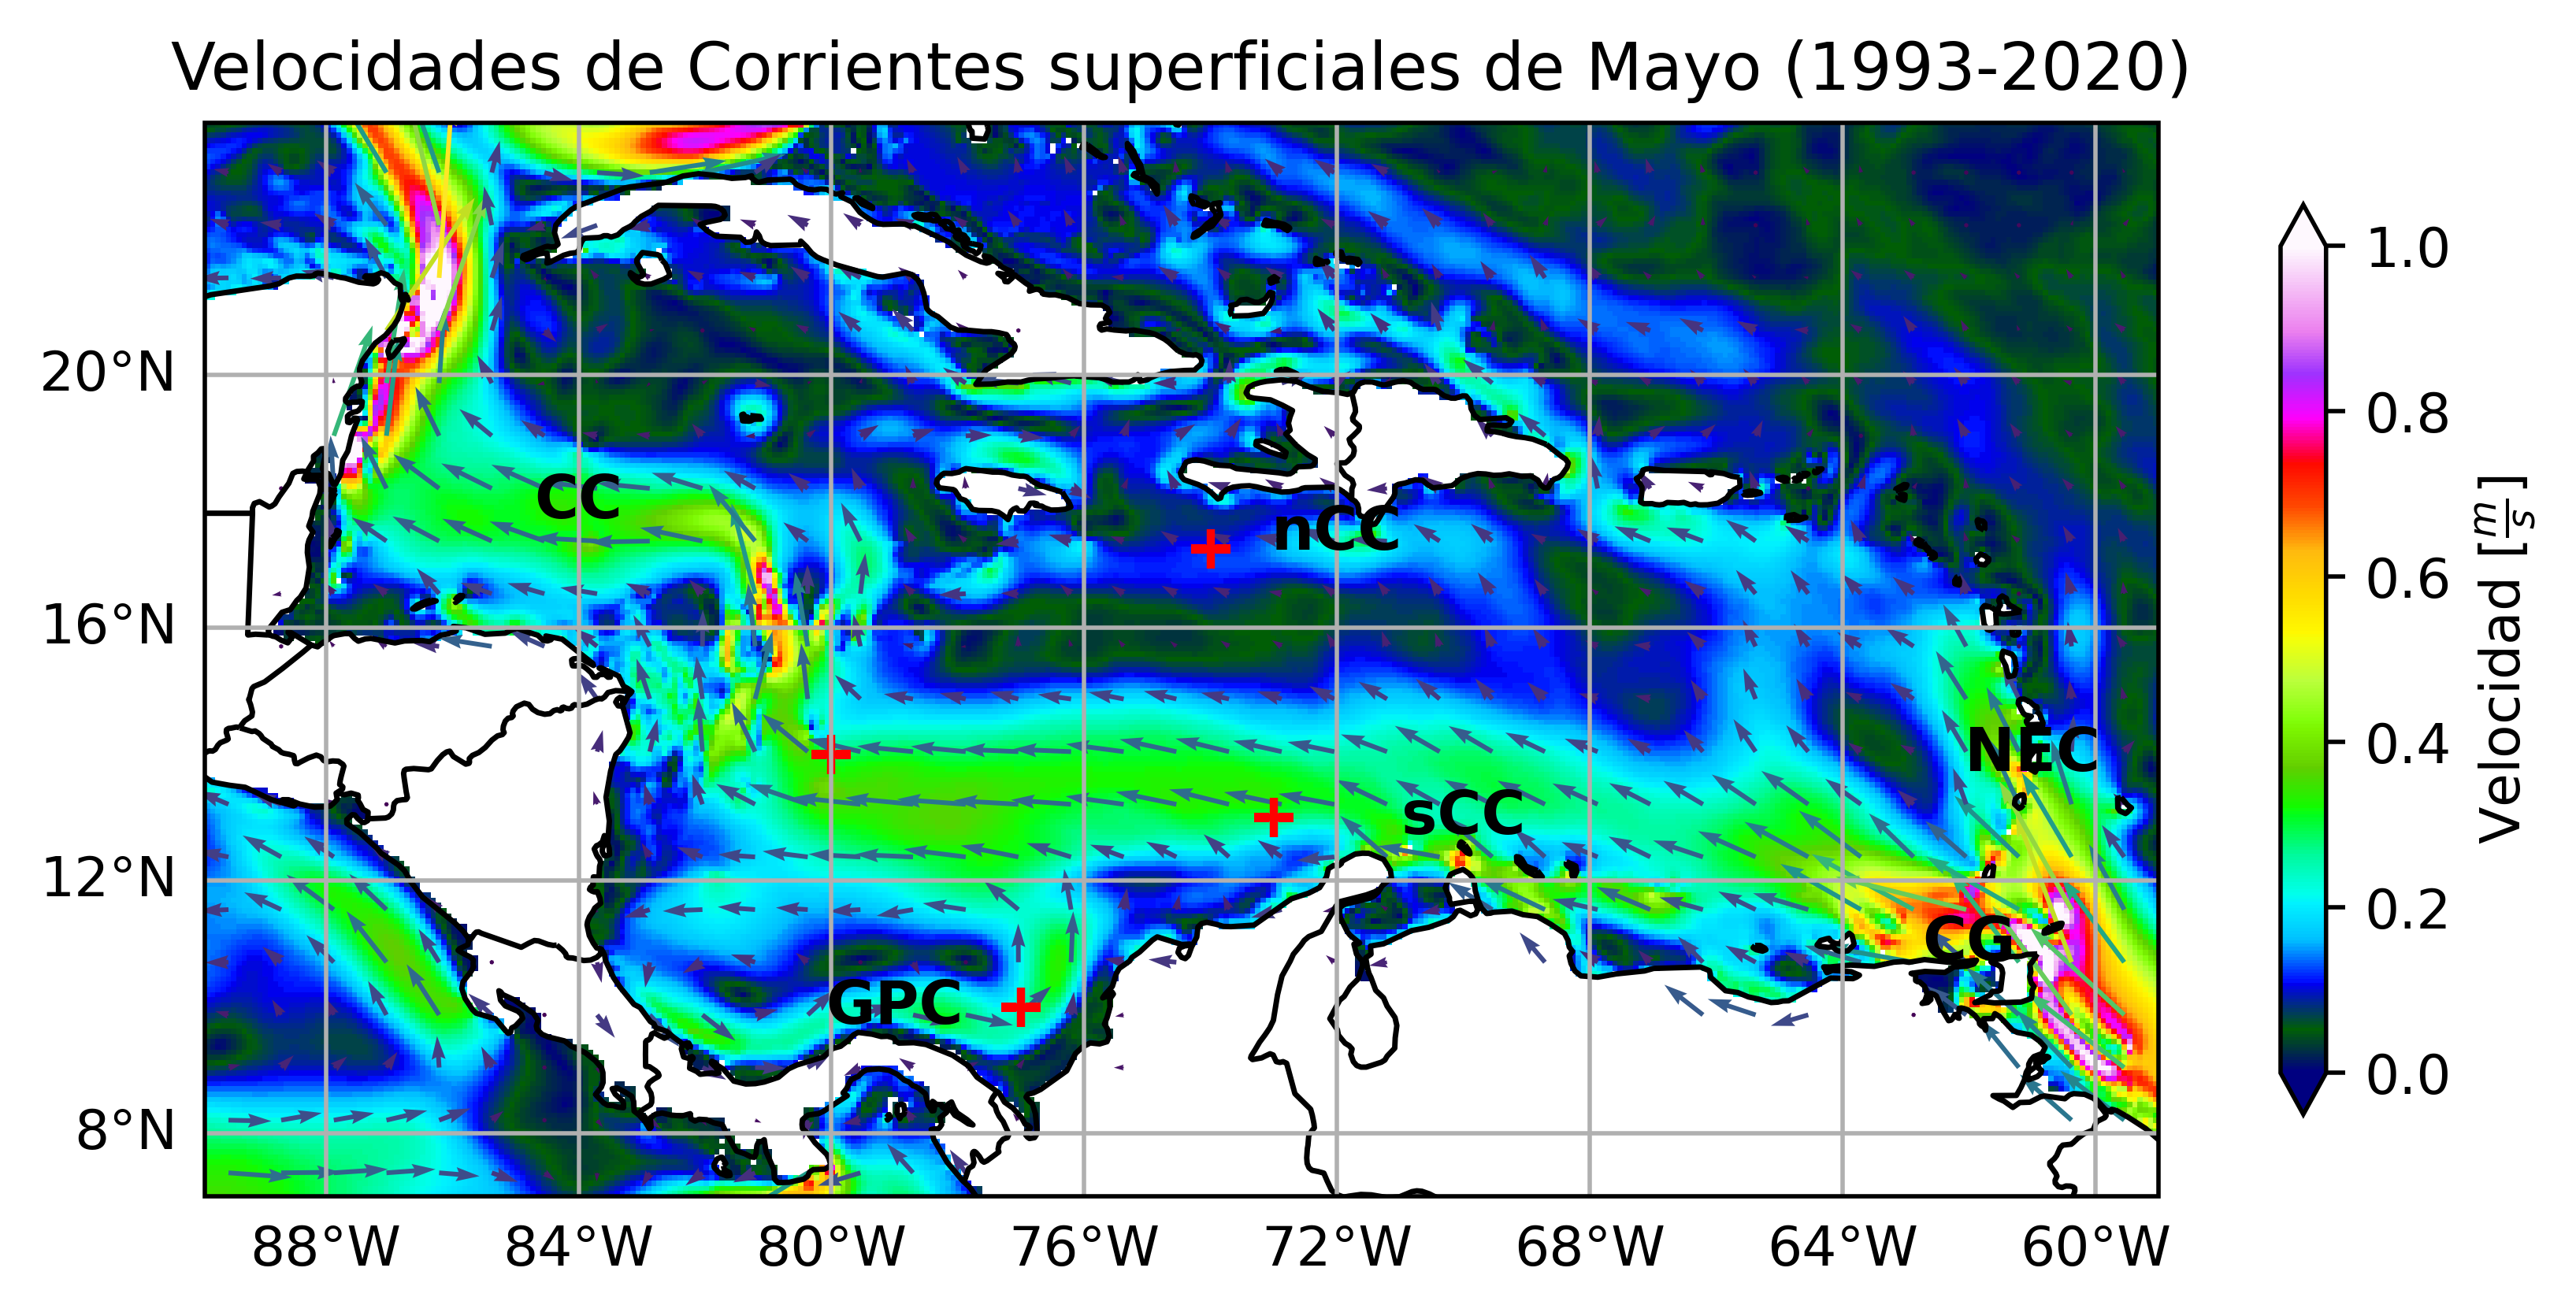 Velocidades de Corrientes superficiales de Mayo (1993-2020)
20°N
16°N
12°N
8°N
88°W 84°W 80°W 76°W 72°W 68°W 64°W 60°W
CC
nCC
NEC
sCC
CG
GPC
1.0
0.8
0.6
0.4
0.2
0.0
Velocidad [m/s]